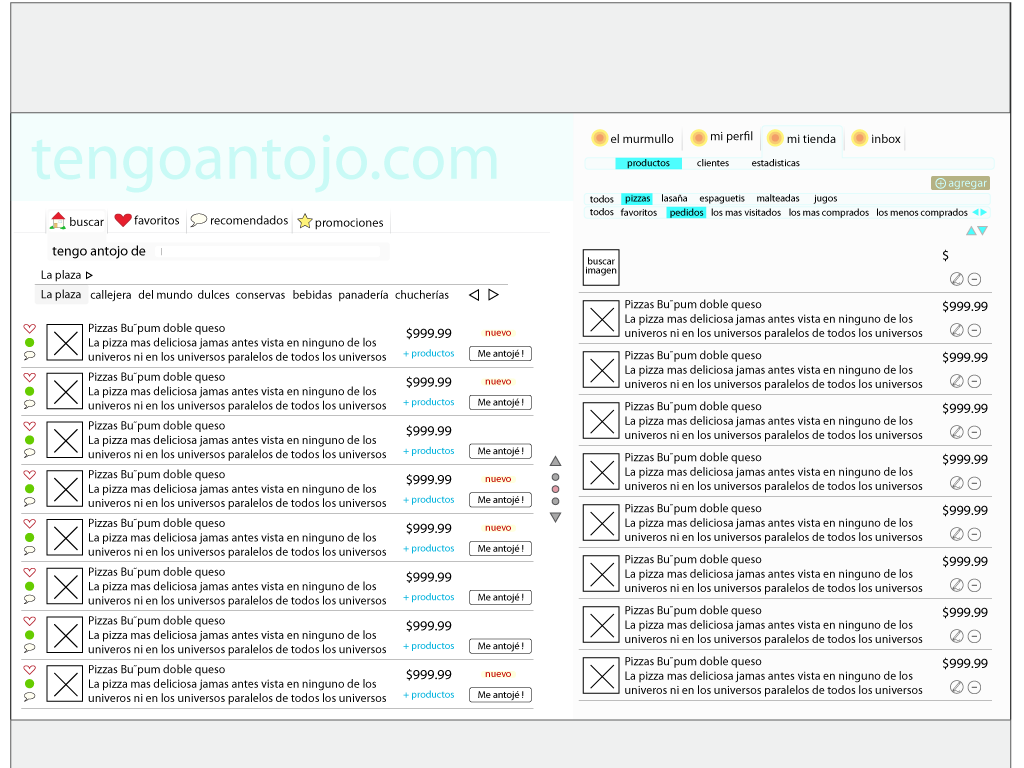 tengoantojo.com
buscar favoritos recomendados promociones
tengo antojo de
La plaza
La plaza callejera del mundo dulces conservas bebidas panadería chucherías
Pizzas Bu˜pum doble queso
La pizza mas deliciosa jamas antes vista en ninguno de los
univeros ni en los universos paralelos de todos los universos
$999.99 nuevo
+ productos Me antojé !
Pizzas Bu˜pum doble queso
La pizza mas deliciosa jamas antes vista en ninguno de los
univeros ni en los universos paralelos de todos los universos
$999.99 nuevo
+ productos Me antojé !
Pizzas Bu˜pum doble queso
La pizza mas deliciosa jamas antes vista en ninguno de los
univeros ni en los universos paralelos de todos los universos
$999.99
+ productos Me antojé !
Pizzas Bu˜pum doble queso
La pizza mas deliciosa jamas antes vista en ninguno de los
univeros ni en los universos paralelos de todos los universos
$999.99 nuevo
+ productos Me antojé !
Pizzas Bu˜pum doble queso
La pizza mas deliciosa jamas antes vista en ninguno de los
univeros ni en los universos paralelos de todos los universos
$999.99 nuevo
+ productos Me antojé !
Pizzas Bu˜pum doble queso
La pizza mas deliciosa jamas antes vista en ninguno de los
univeros ni en los universos paralelos de todos los universos
$999.99
+ productos Me antojé !
Pizzas Bu˜pum doble queso
La pizza mas deliciosa jamas antes vista en ninguno de los
univeros ni en los universos paralelos de todos los universos
$999.99
+ productos Me antojé !
Pizzas Bu˜pum doble queso
La pizza mas deliciosa jamas antes vista en ninguno de los
univeros ni en los universos paralelos de todos los universos
$999.99 nuevo
+ productos Me antojé !
el murmullo mi perfil mi tienda inbox
productos clientes estadisticas
agregar
todos pizzas lasaña espaguetis malteadas jugos
todos favoritos pedidos los mas visitados los mas comprados los menos comprados
buscar
imagen
$
Pizzas Bu˜pum doble queso
La pizza mas deliciosa jamas antes vista en ninguno de los
univeros ni en los universos paralelos de todos los universos
$999.99
Pizzas Bu˜pum doble queso
La pizza mas deliciosa jamas antes vista en ninguno de los
univeros ni en los universos paralelos de todos los universos
$999.99
Pizzas Bu˜pum doble queso
La pizza mas deliciosa jamas antes vista en ninguno de los
univeros ni en los universos paralelos de todos los universos
$999.99
Pizzas Bu˜pum doble queso
La pizza mas deliciosa jamas antes vista en ninguno de los
univeros ni en los universos paralelos de todos los universos
$999.99
Pizzas Bu˜pum doble queso
La pizza mas deliciosa jamas antes vista en ninguno de los
univeros ni en los universos paralelos de todos los universos
$999.99
Pizzas Bu˜pum doble queso
La pizza mas deliciosa jamas antes vista en ninguno de los
univeros ni en los universos paralelos de todos los universos
$999.99
Pizzas Bu˜pum doble queso
La pizza mas deliciosa jamas antes vista en ninguno de los
univeros ni en los universos paralelos de todos los universos
$999.99
Pizzas Bu˜pum doble queso
La pizza mas deliciosa jamas antes vista en ninguno de los
univeros ni en los universos paralelos de todos los universos
$999.99